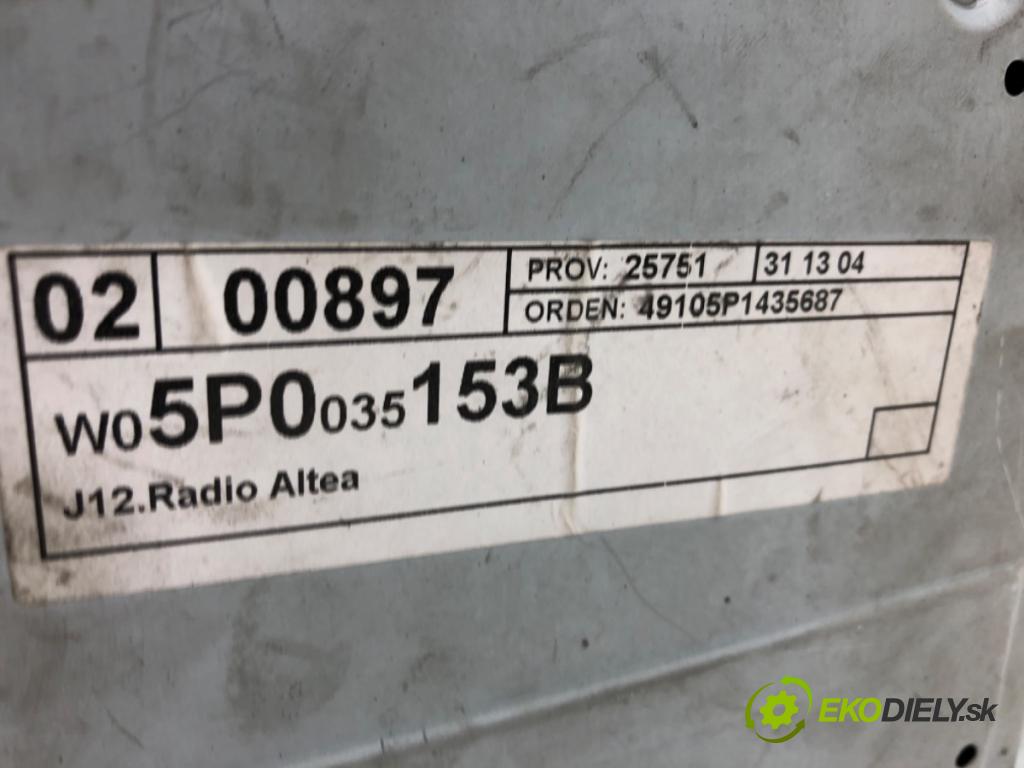 02 00897 PROV: 25751 31 13 04
ORDEN: 49105P1435687
W05P0035153B
J12.Radio Altea
EKODIELY.sk